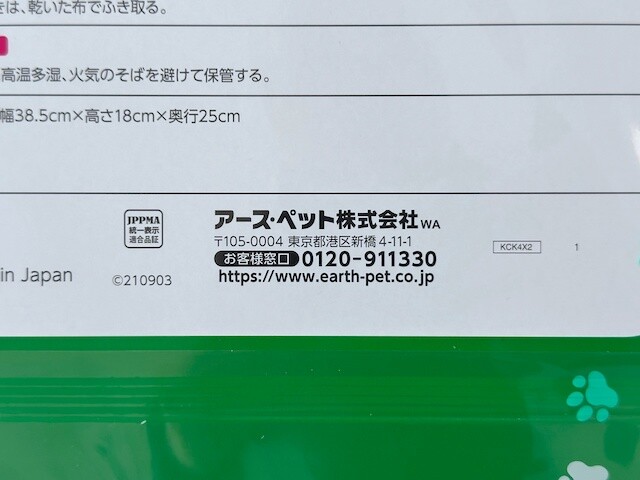 は、乾いた布でふき取る。
高温多湿、火気のそばを避けて保管する。
幅38.5cm×高さ18cm×奥行25cm
JPPMA
統一表示
適合品証
アース・ペット株式会社 WA
〒105-0004 東京都港区新橋 4-11-1
お客様窓口 0120-911330
https://www.earth-pet.co.jp
KCK4X2 1
in Japan
©210903